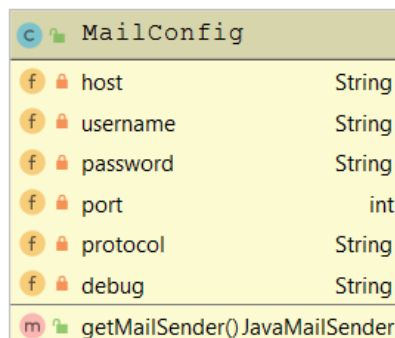 c MailConfig
f host String
f username String
f password String
f port int
f protocol String
f debug String
m getMailSender() JavaMailSender